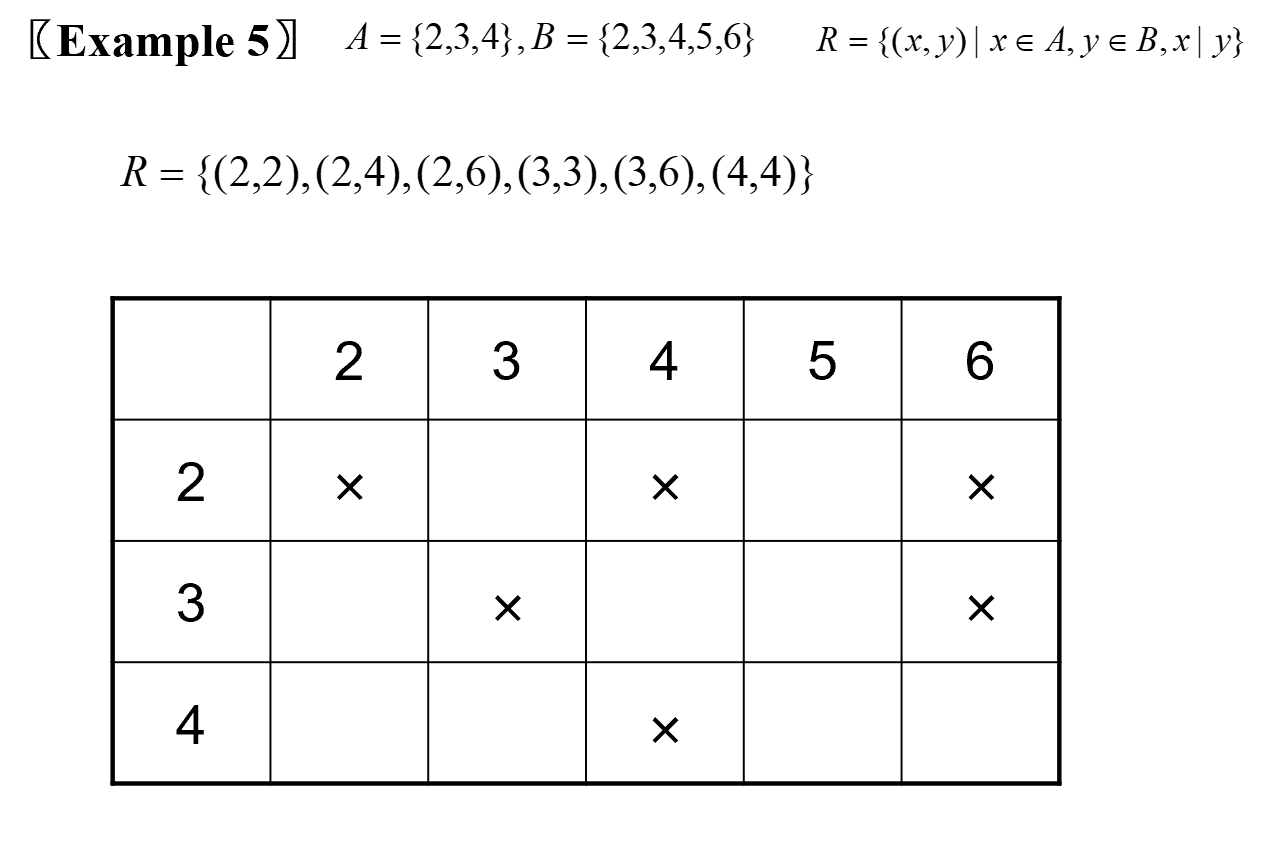 〖Example 5〗 A = {2,3,4}, B = {2,3,4,5,6} R = {(x, y) | x ∈ A, y ∈ B, x | y}
R = {(2,2), (2,4), (2,6), (3,3), (3,6), (4,4)}
2 3 4 5 6
2 × × ×
3 × ×
4 ×